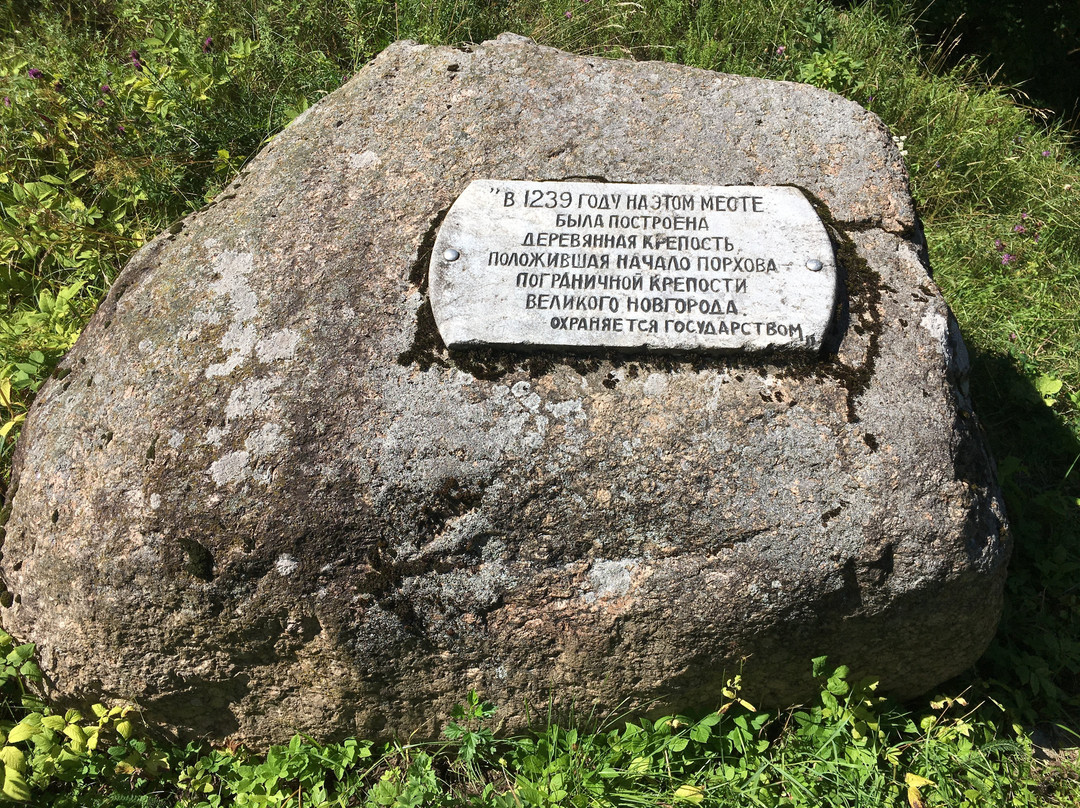 "В 1239 ГОДУ НА ЭТОМ МЕСТЕ
БЫЛА ПОСТРОЕНА
ДЕРЕВЯННАЯ КРЕПОСТЬ,
ПОЛОЖИВШАЯ НАЧАЛО ПОРХОВА –
ПОГРАНИЧНОЙ КРЕПОСТИ
ВЕЛИКОГО НОВГОРОДА.
ОХРАНЯЕТСЯ ГОСУДАРСТВОМ"